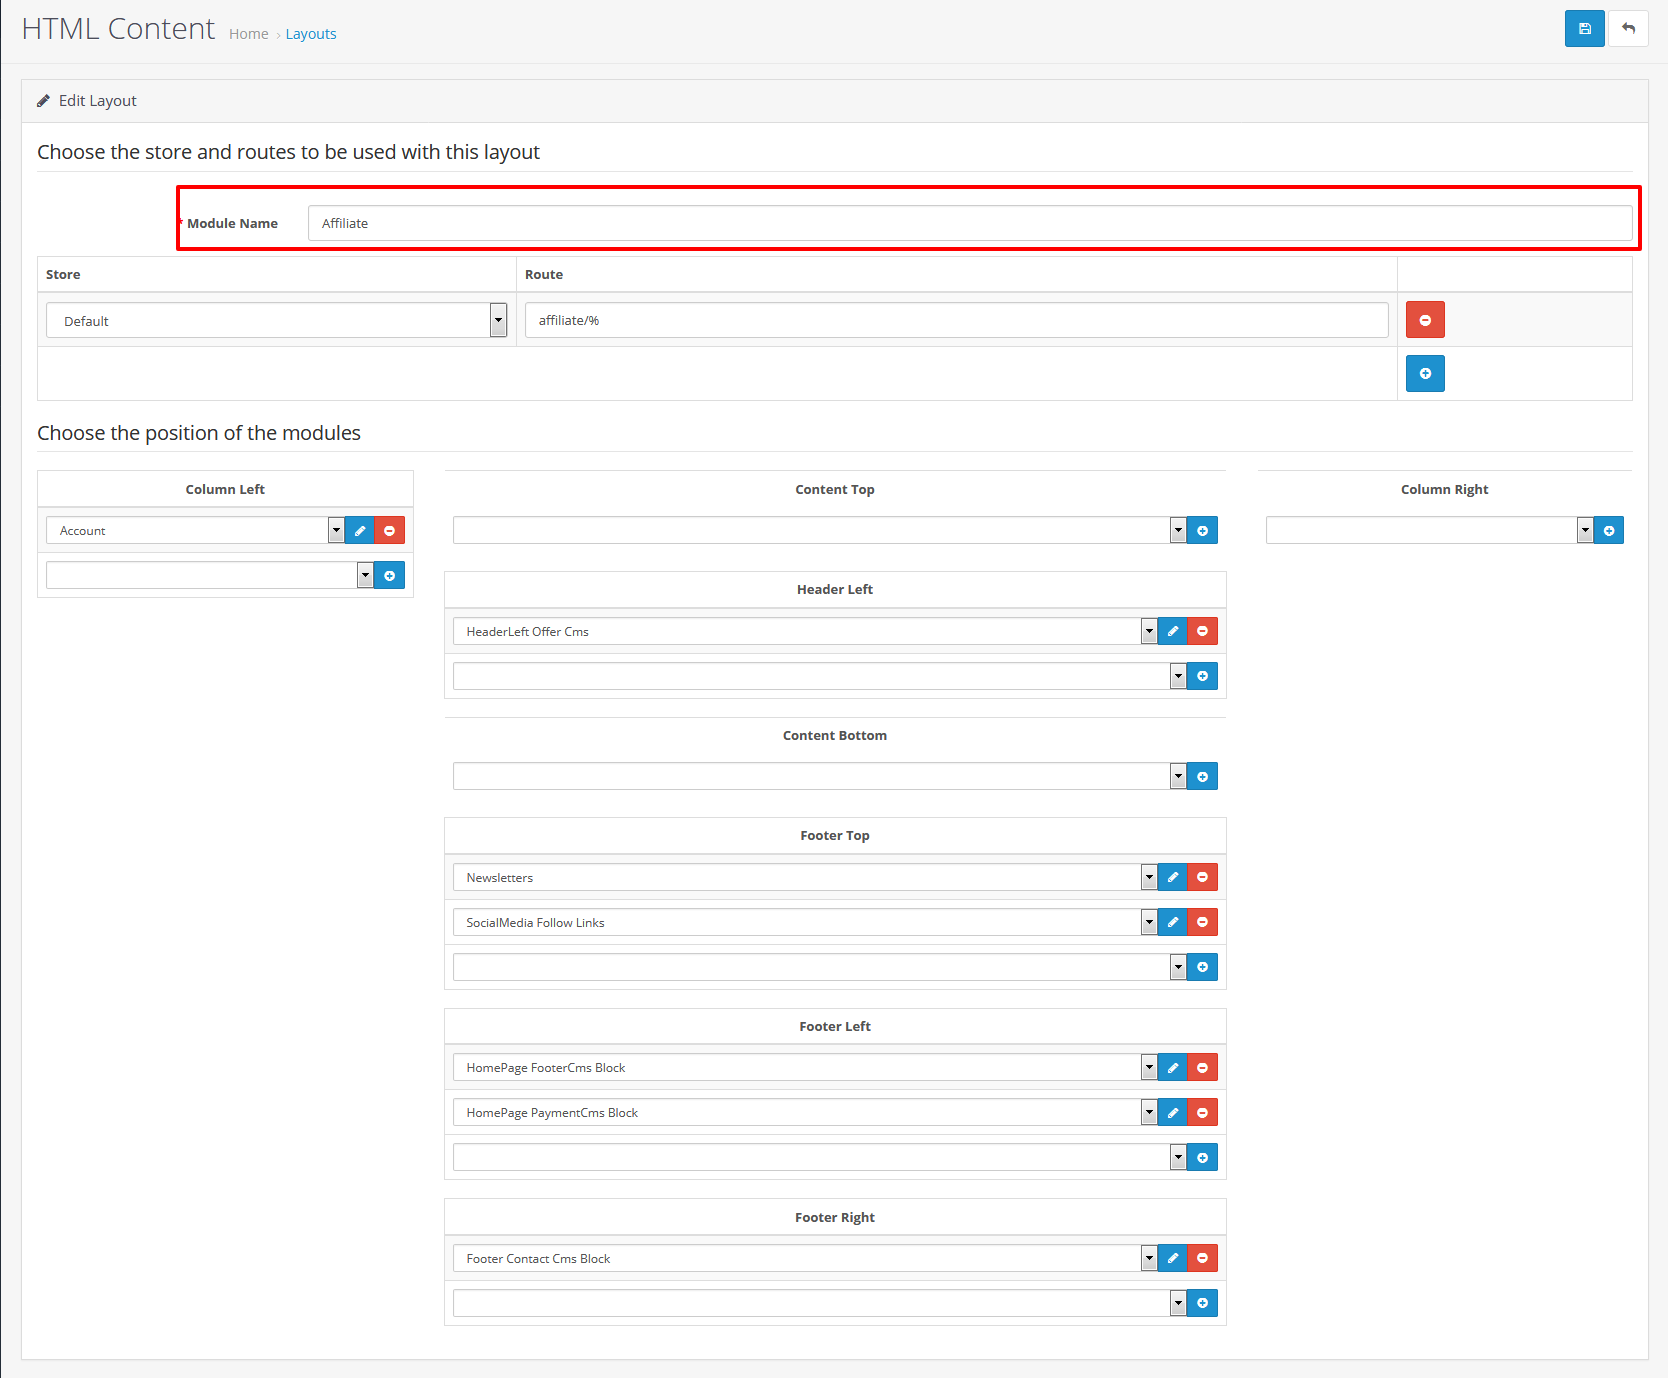 HTML Content Home › Layouts
Edit Layout
Choose the store and routes to be used with this layout
* Module Name Affiliate
Store Route
Default affiliate/%
Choose the position of the modules
Column Left Content Top Column Right
Account
Header Left
HeaderLeft Offer Cms
Content Bottom
Footer Top
Newsletters
SocialMedia Follow Links
Footer Left
HomePage FooterCms Block
HomePage PaymentCms Block
Footer Right
Footer Contact Cms Block